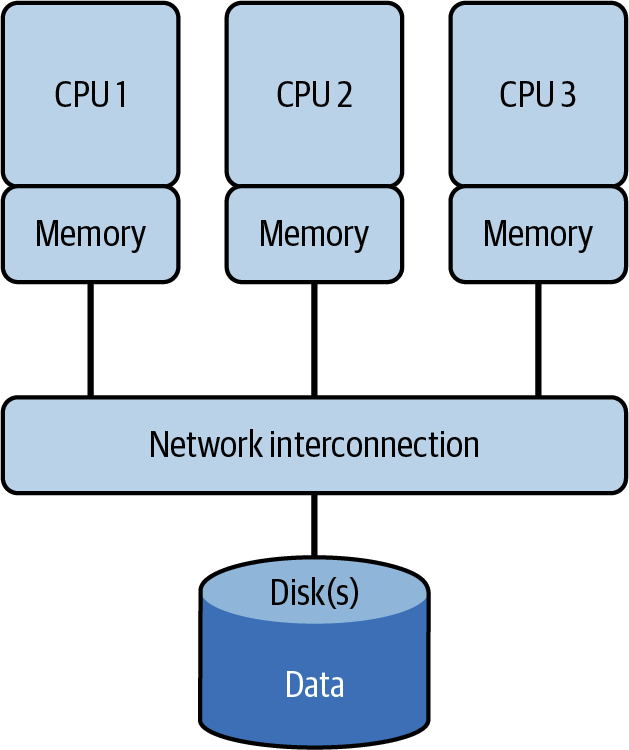 CPU 1
CPU 2
CPU 3
Memory
Memory
Memory
Network interconnection
Disk(s)
Data